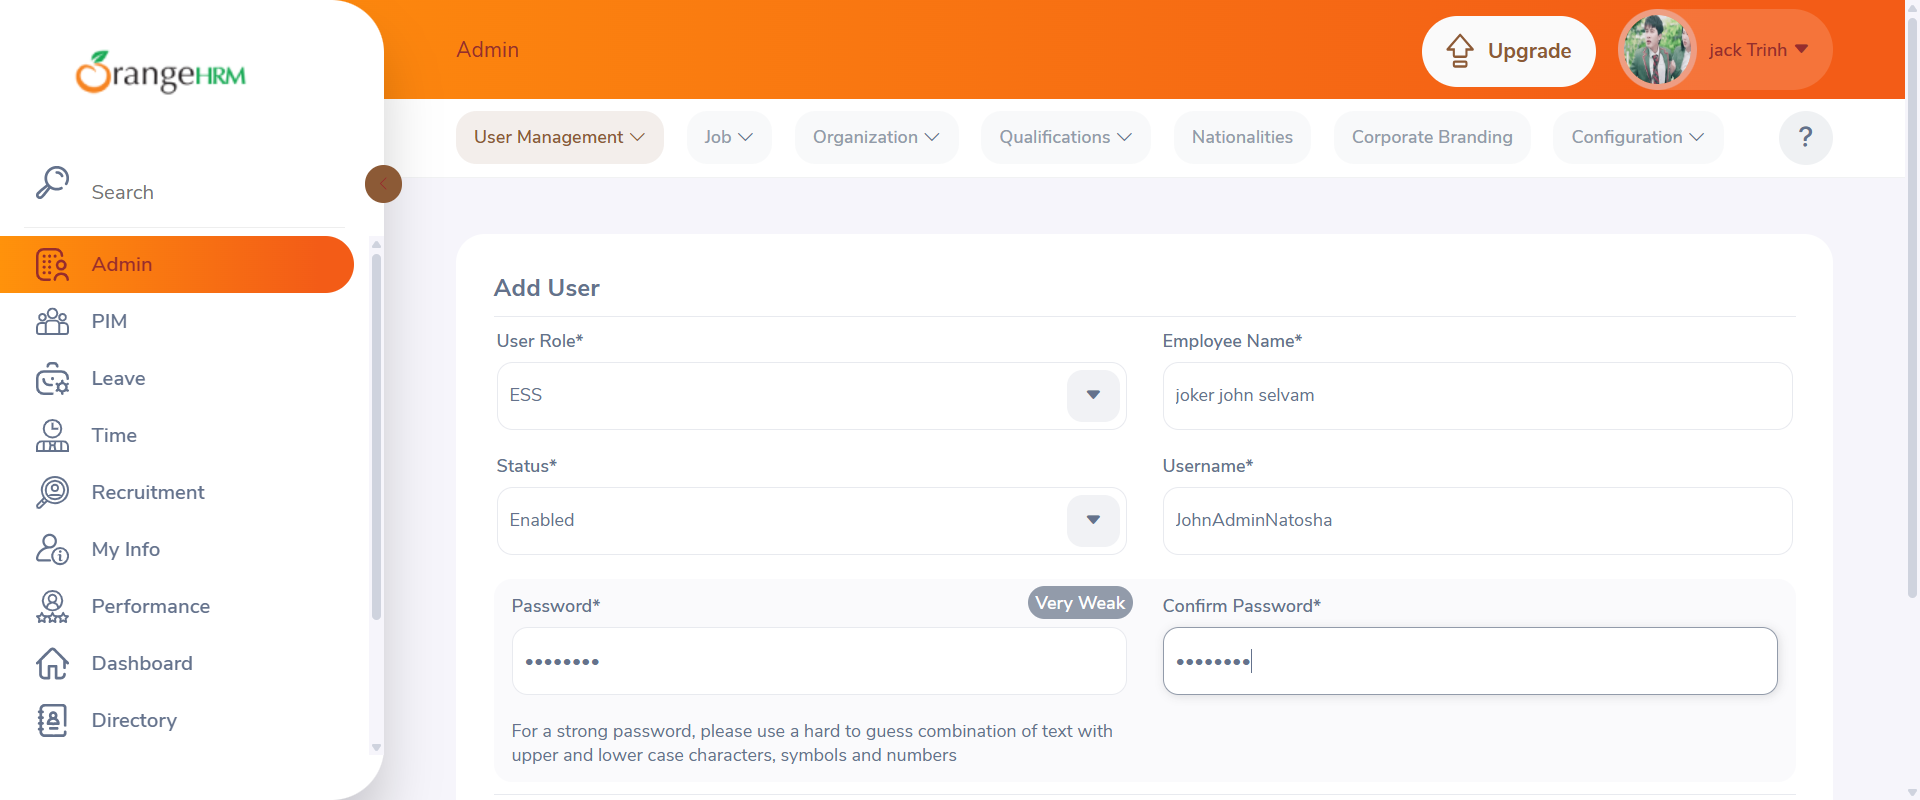 OrangeHRM
Search
Admin
PIM
Leave
Time
Recruitment
My Info
Performance
Dashboard
Directory
Admin
Upgrade
jack Trinh
User Management
Job
Organization
Qualifications
Nationalities
Corporate Branding
Configuration
?
Add User
User Role*
ESS
Employee Name*
joker john selvam
Status*
Enabled
Username*
JohnAdminNatosha
Password*
Very Weak
••••••••
Confirm Password*
••••••••
For a strong password, please use a hard to guess combination of text with
upper and lower case characters, symbols and numbers